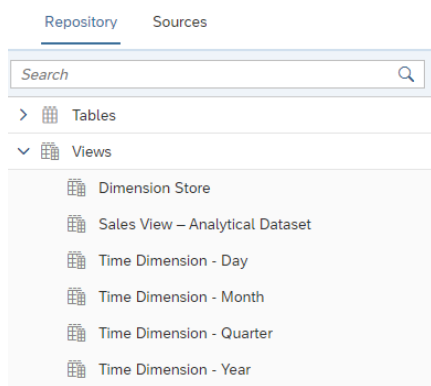 Repository Sources
Search
Tables
Views
Dimension Store
Sales View – Analytical Dataset
Time Dimension - Day
Time Dimension - Month
Time Dimension - Quarter
Time Dimension - Year